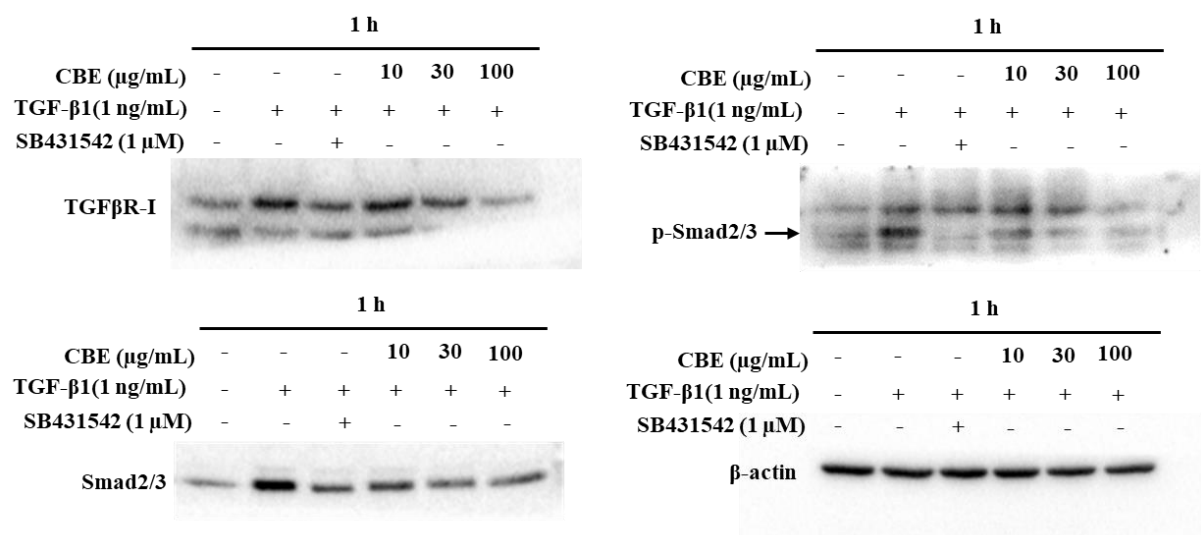 1 h
CBE (μg/mL) - - - 10 30 100
TGF-β1(1 ng/mL) - + + + + +
SB431542 (1 μM) - - + - - -
TGFβR-I
1 h
CBE (μg/mL) - - - 10 30 100
TGF-β1(1 ng/mL) - + + + + +
SB431542 (1 μM) - - + - - -
p-Smad2/3
1 h
CBE (μg/mL) - - - 10 30 100
TGF-β1(1 ng/mL) - + + + + +
SB431542 (1 μM) - - + - - -
Smad2/3
1 h
CBE (μg/mL) - - - 10 30 100
TGF-β1(1 ng/mL) - + + + + +
SB431542 (1 μM) - - + - - -
β-actin